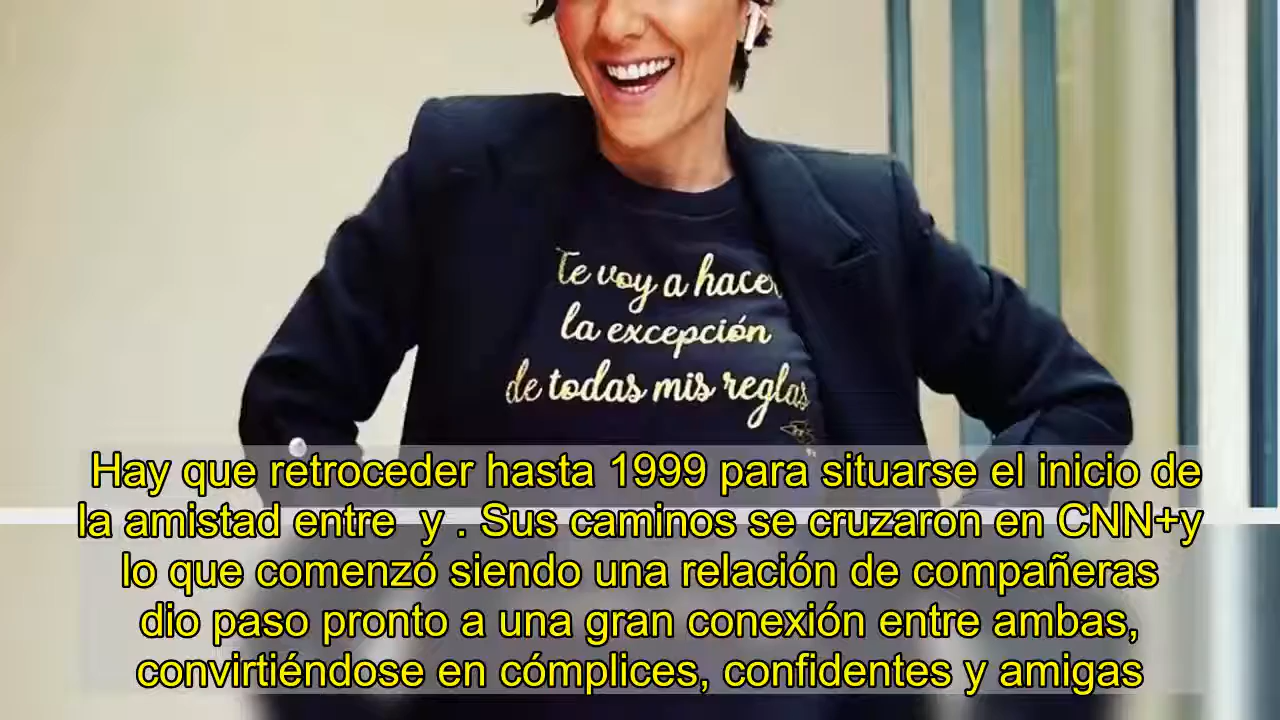 Te voy a hacer
la excepción
de todas mis reglas
Hay que retroceder hasta 1999 para situarse el inicio de
la amistad entre  y . Sus caminos se cruzaron en CNN+y
lo que comenzó siendo una relación de compañeras
dio paso pronto a una gran conexión entre ambas,
convirtiéndose en cómplices, confidentes y amigas